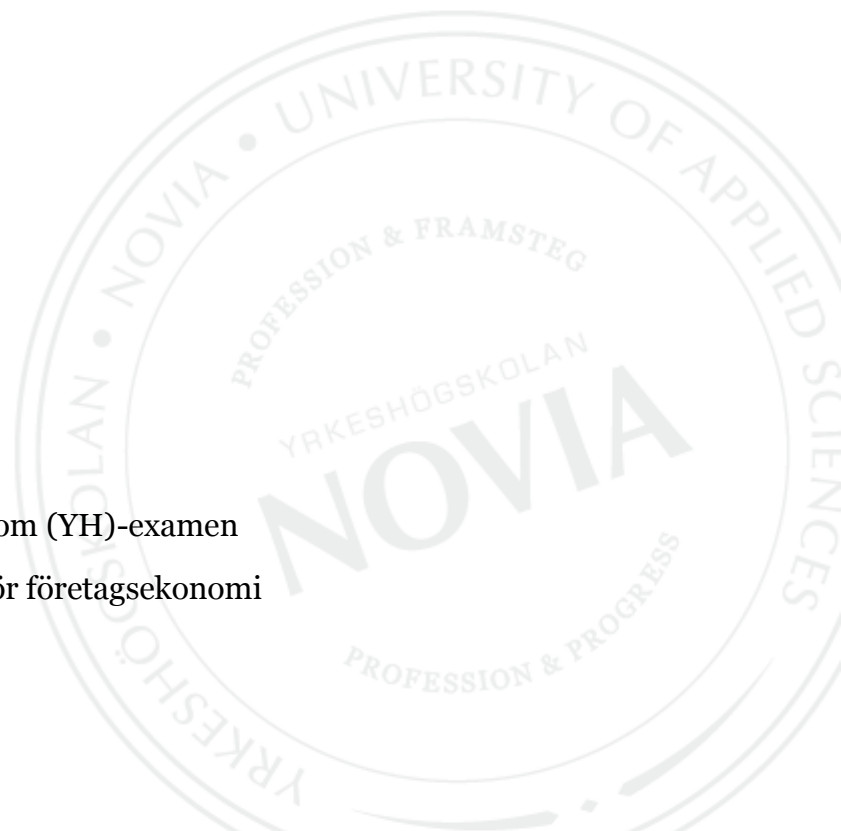 • NOVIA • UNIVERSITY OF APPLIED SCIENCES
PROFESSION & FRAMSTEG
YRKESHÖGSKOLAN
NOVIA
om (YH)-examen
ör företagsekonomi
PROFESSION & PROGRESS
YRKESHÖGSKOLAN